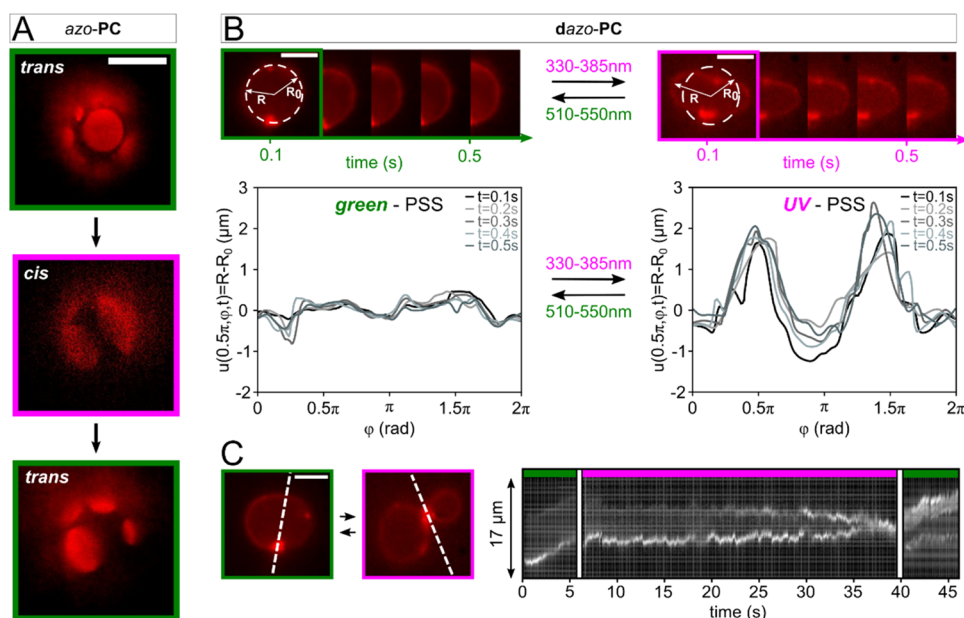 A
azo-PC
trans
cis
trans
B
dazo-PC
R
R0
330-385nm
510-550nm
R
R0
0.1
0.5
time (s)
0.1
0.5
time (s)
u(0.5π,φ,t)=R-R0 (μm)
3
2
1
0
-1
-2
green - PSS
t=0.1s
t=0.2s
t=0.3s
t=0.4s
t=0.5s
0
0.5π
π
1.5π
2π
φ (rad)
330-385nm
510-550nm
u(0.5π,φ,t)=R-R0 (μm)
3
2
1
0
-1
-2
UV - PSS
t=0.1s
t=0.2s
t=0.3s
t=0.4s
t=0.5s
0
0.5π
π
1.5π
2π
φ (rad)
C
17 μm
0
5
10
15
20
25
30
35
40
45
time (s)